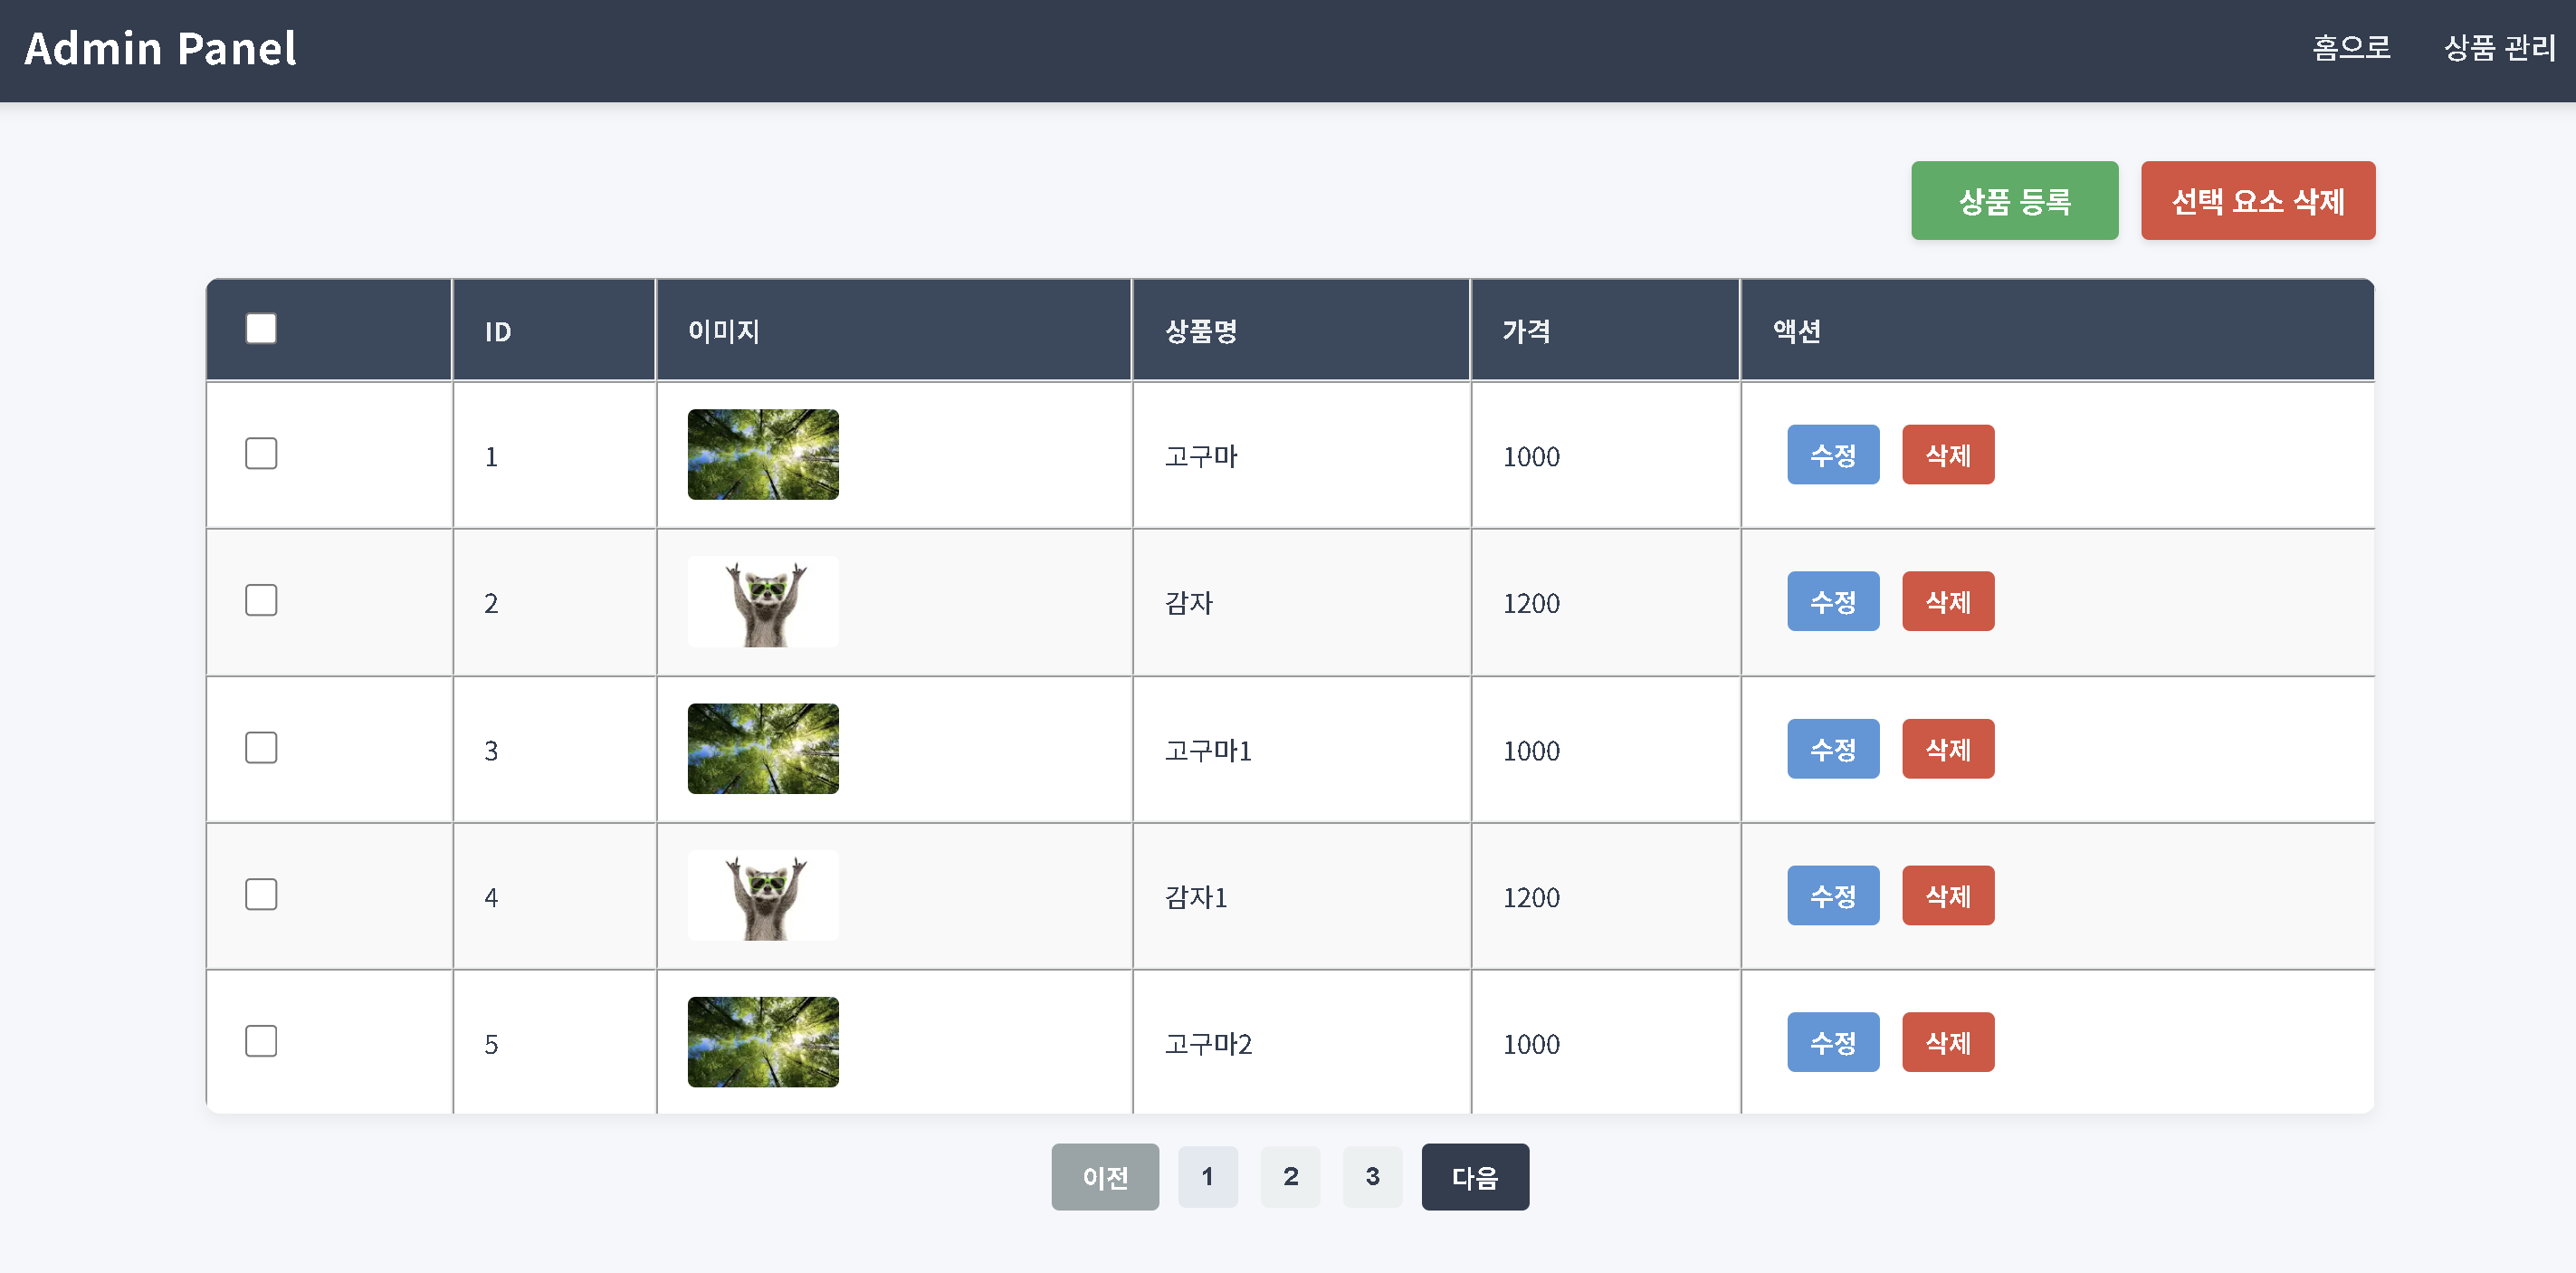 Admin Panel 홈으로 상품 관리
상품 등록 선택 요소 삭제
ID 이미지 상품명 가격 액션
1 고구마 1000 수정 삭제
2 감자 1200 수정 삭제
3 고구마1 1000 수정 삭제
4 감자1 1200 수정 삭제
5 고구마2 1000 수정 삭제
이전 1 2 3 다음